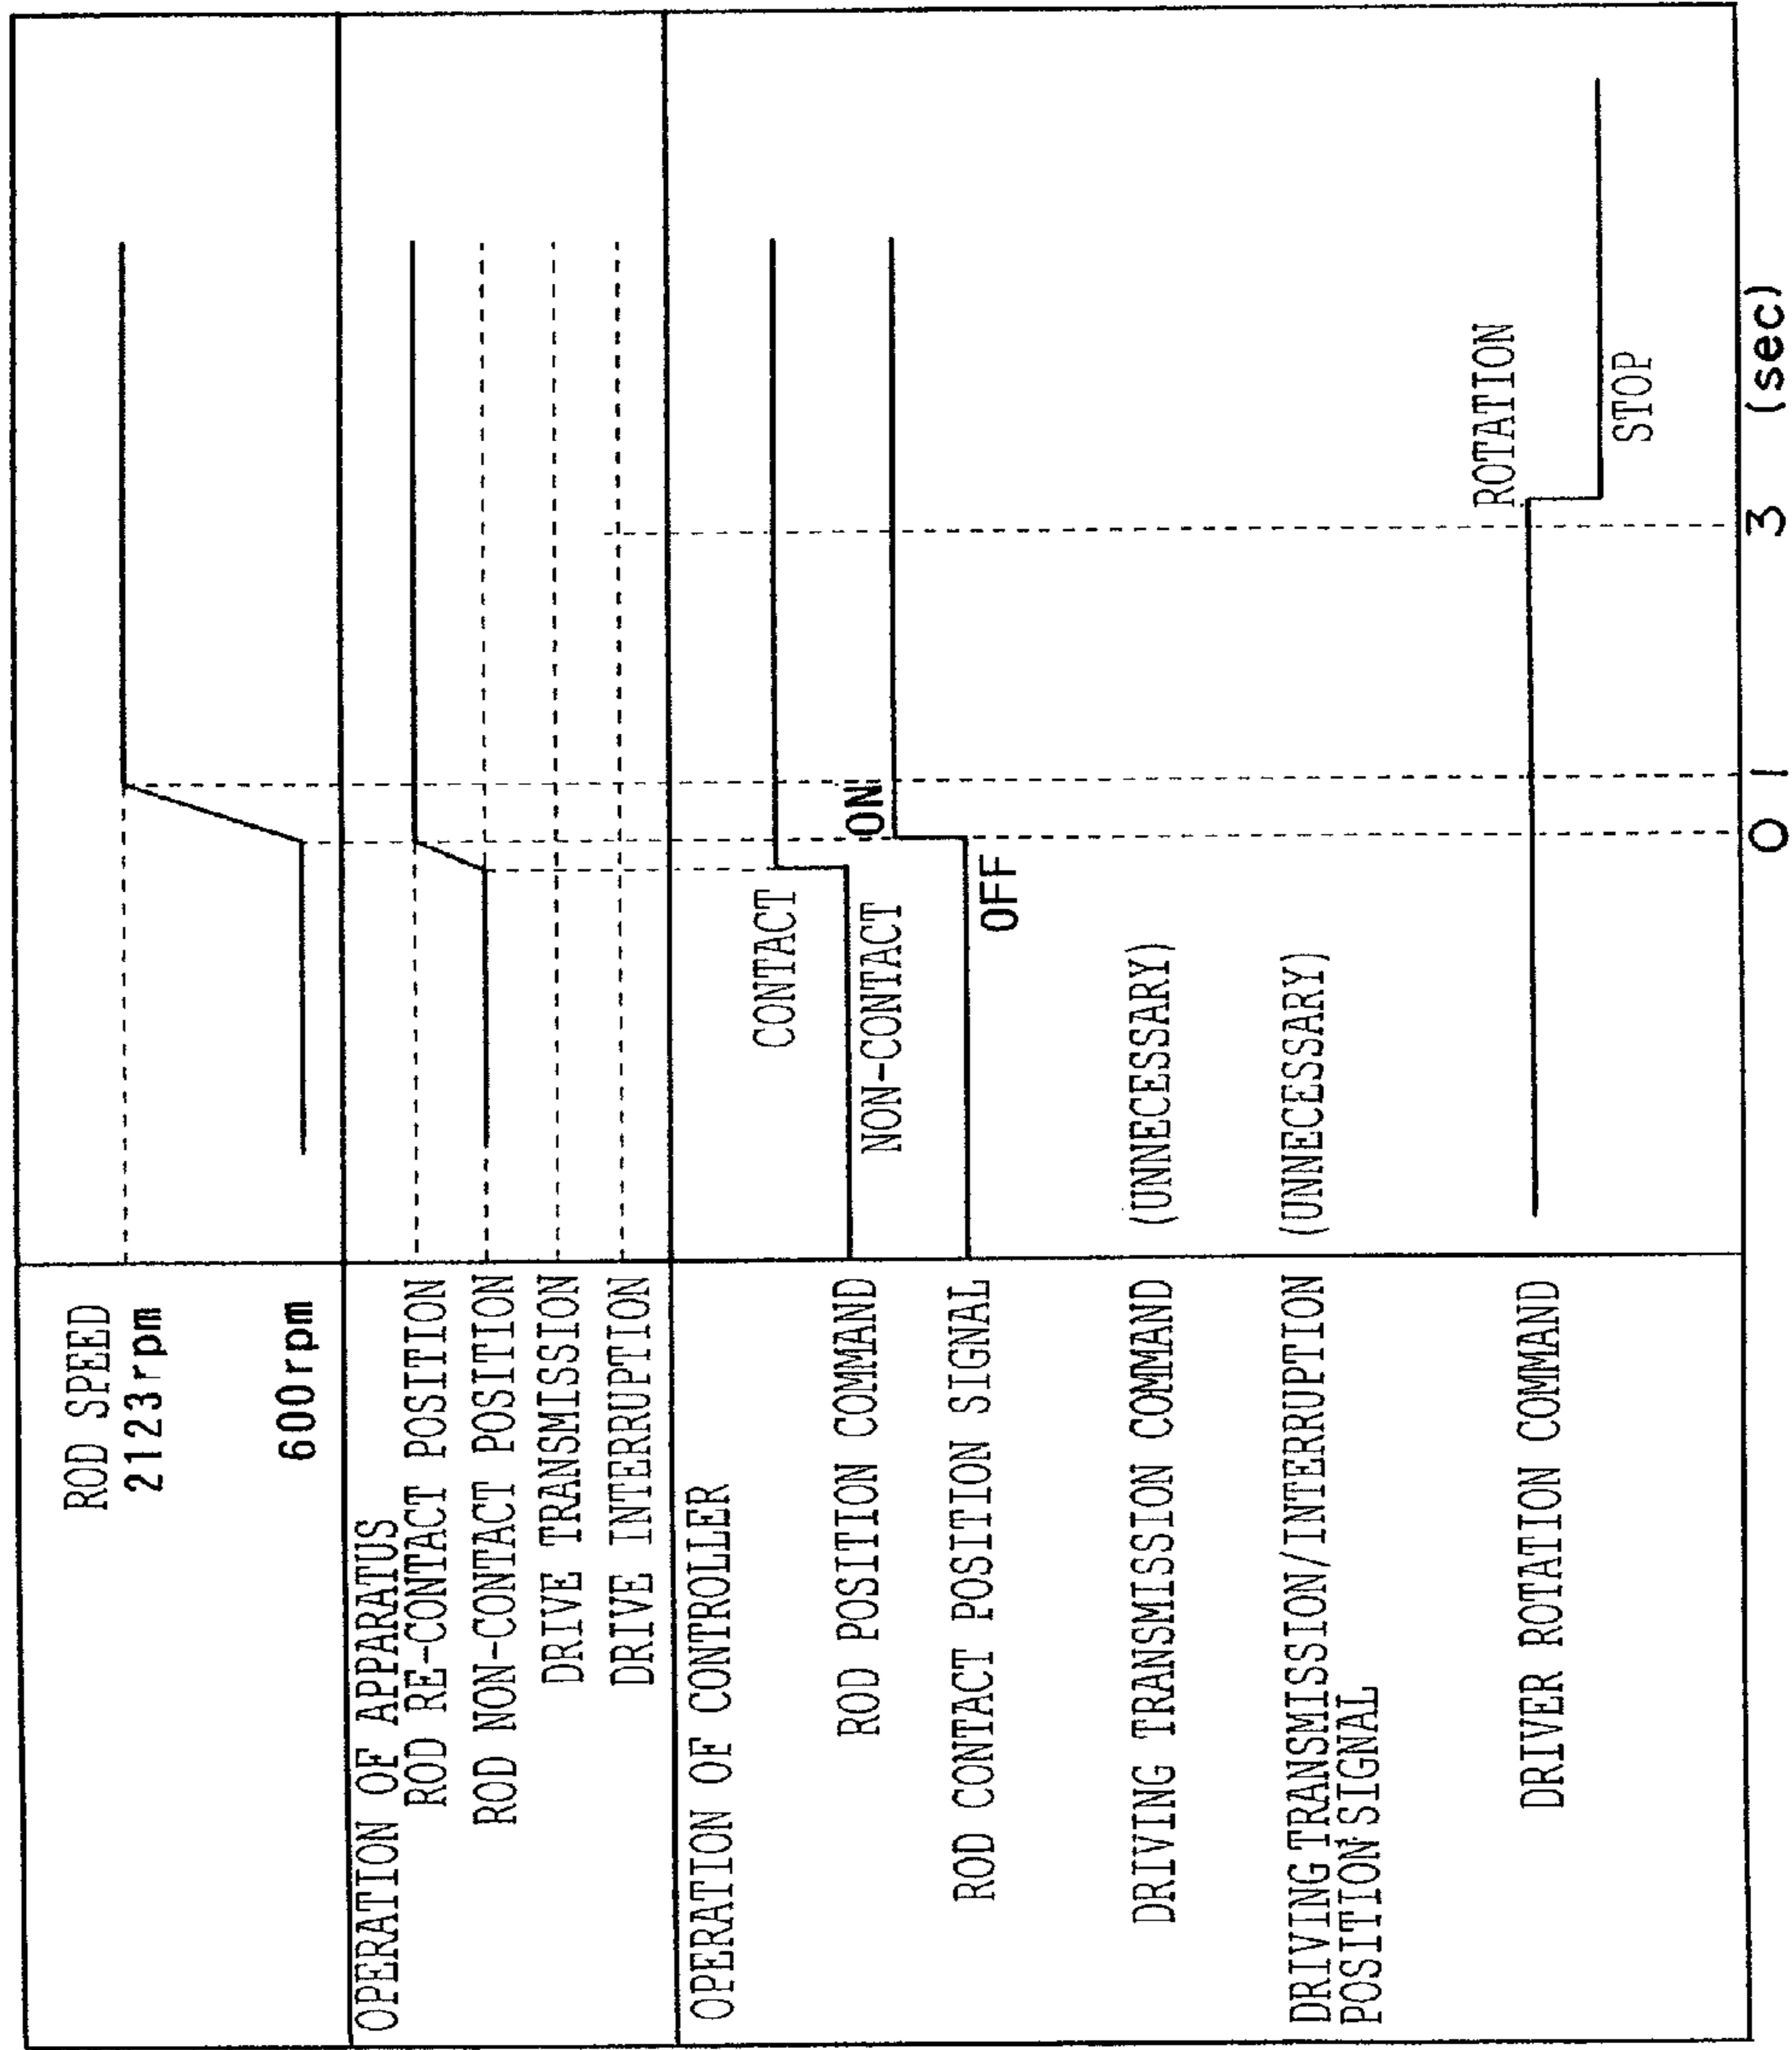 ROD SPEED
2123rpm
600rpm
OPERATION OF APPARATUS
ROD RE-CONTACT POSITION
ROD NON-CONTACT POSITION
DRIVE TRANSMISSION
DRIVE INTERRUPTION
OPERATION OF CONTROLLER
CONTACT
ROD POSITION COMMAND
NON-CONTACT
ON
ROD CONTACT POSITION SIGNAL
OFF
DRIVING TRANSMISSION COMMAND
(UNNECESSARY)
DRIVING TRANSMISSION/INTERRUPTION
POSITION SIGNAL
(UNECESSARY)
ROTATION
DRIVER ROTATION COMMAND
STOP
0 1 3 (sec)